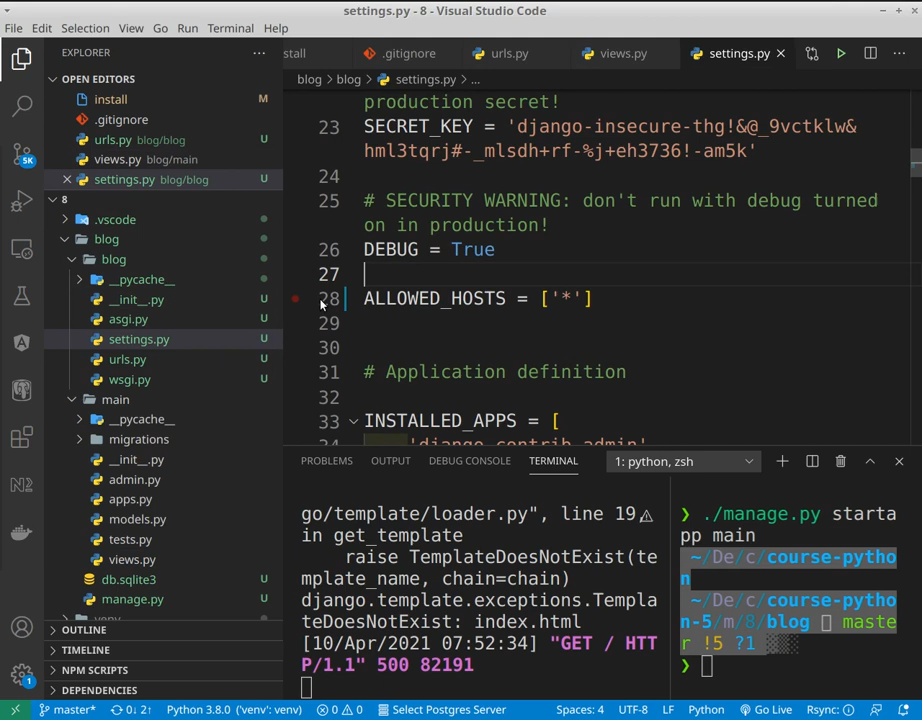 settings.py - 8 - Visual Studio Code
File Edit Selection View Go Run Terminal Help
EXPLORER
stall .gitignore urls.py views.py settings.py
OPEN EDITORS
install M
.gitignore
urls.py blog/blog U
views.py blog/main
settings.py blog/blog U
8
.vscode
blog
blog
__pycache__
__init__.py U
asgi.py U
settings.py U
urls.py U
wsgi.py U
main
__pycache__
migrations
__init__.py
admin.py
apps.py
models.py
tests.py
views.py
db.sqlite3 U
manage.py U
OUTLINE
TIMELINE
NPM SCRIPTS
DEPENDENCIES
5K
N2
1
blog > blog > settings.py > ...
production secret!
23 SECRET_KEY = 'django-insecure-thg!&@_9vctklw&
hml3tqrj#-_mlsdh+rf-%j+eh3736!-am5k'
24
25 # SECURITY WARNING: don't run with debug turned
on in production!
26 DEBUG = True
27
28 ALLOWED_HOSTS = ['*']
29
30
31 # Application definition
32
33 INSTALLED_APPS = [
34 'django.contrib.admin'
PROBLEMS OUTPUT DEBUG CONSOLE TERMINAL 1: python, zsh
go/template/loader.py", line 19,
in get_template
raise TemplateDoesNotExist(te
mplate_name, chain=chain)
django.template.exceptions.Templa
teDoesNotExist: index.html
[10/Apr/2021 07:52:34] "GET / HTT
P/1.1" 500 82191
❯ ./manage.py starta
pp main
~/De/c/course-pytho
n
~/De/c/course-pytho
n-5/m/8/blog maste
r !5 ?1
❯
master* 0↓ 2↑ Python 3.8.0 ('venv': venv) 0 0 Select Postgres Server Spaces: 4 UTF-8 LF Python Go Live Rsync: